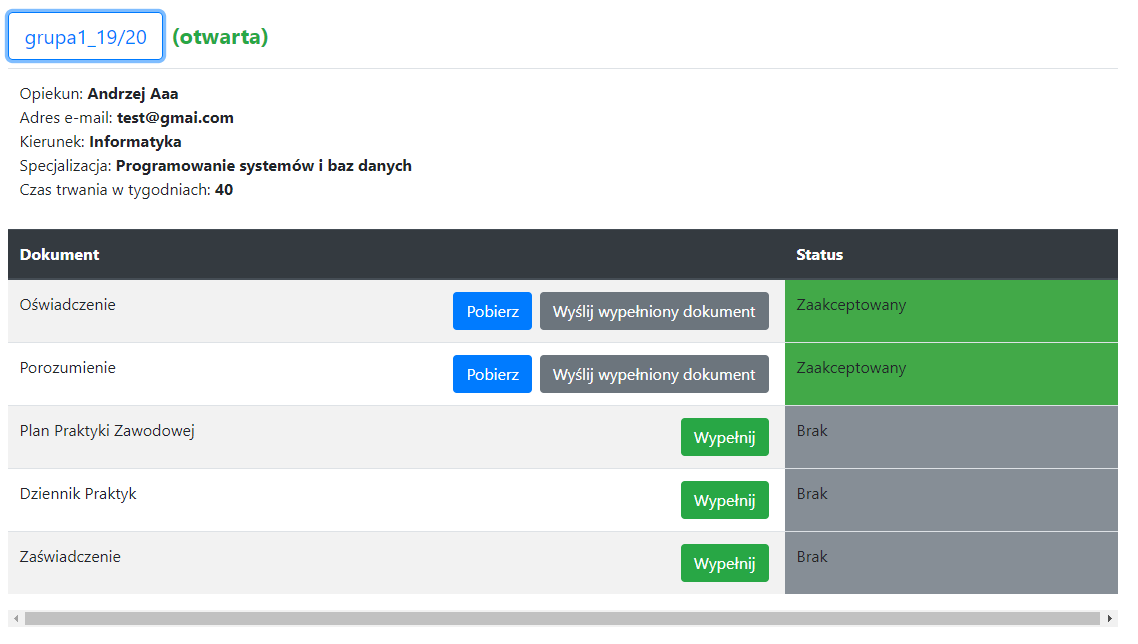 grupa1_19/20 (otwarta)
Opiekun: Andrzej Aaa
Adres e-mail: test@gmai.com
Kierunek: Informatyka
Specjalizacja: Programowanie systemów i baz danych
Czas trwania w tygodniach: 40
Dokument Status
Oświadczenie Pobierz Wyślij wypełniony dokument Zaakceptowany
Porozumienie Pobierz Wyślij wypełniony dokument Zaakceptowany
Plan Praktyki Zawodowej Wypełnij Brak
Dziennik Praktyk Wypełnij Brak
Zaświadczenie Wypełnij Brak